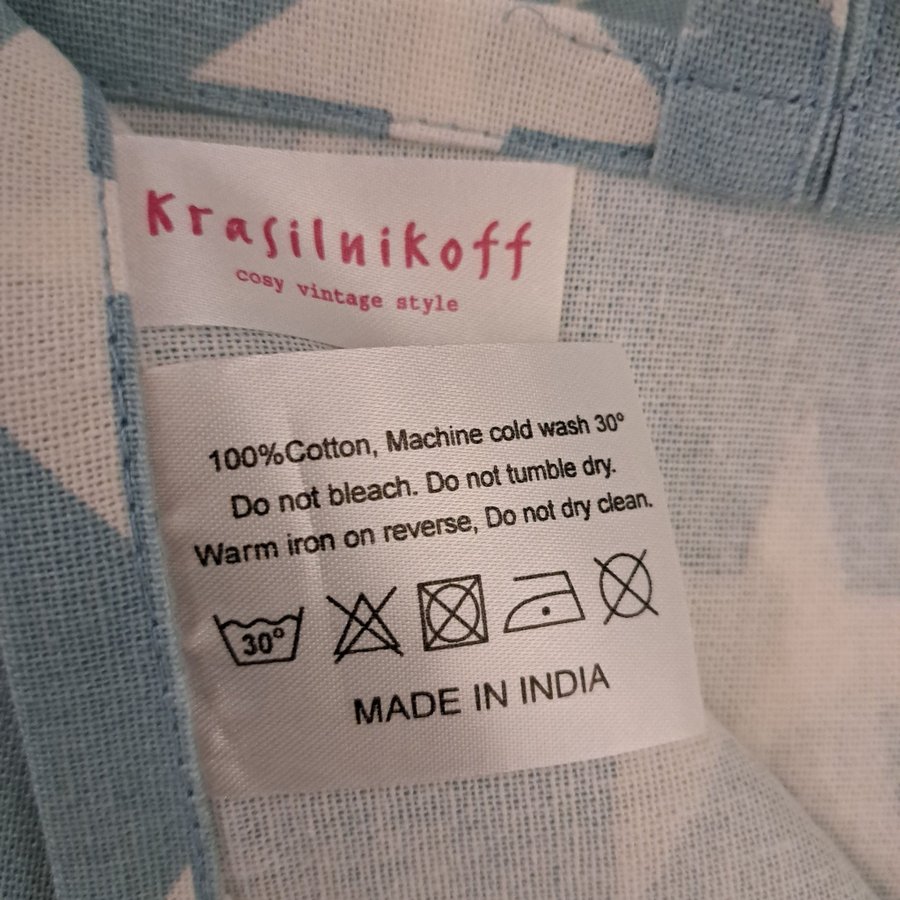 Krasilnikoff
cosy vintage style
100%Cotton, Machine cold wash 30°
Do not bleach. Do not tumble dry.
Warm iron on reverse, Do not dry clean.
30°
MADE IN INDIA